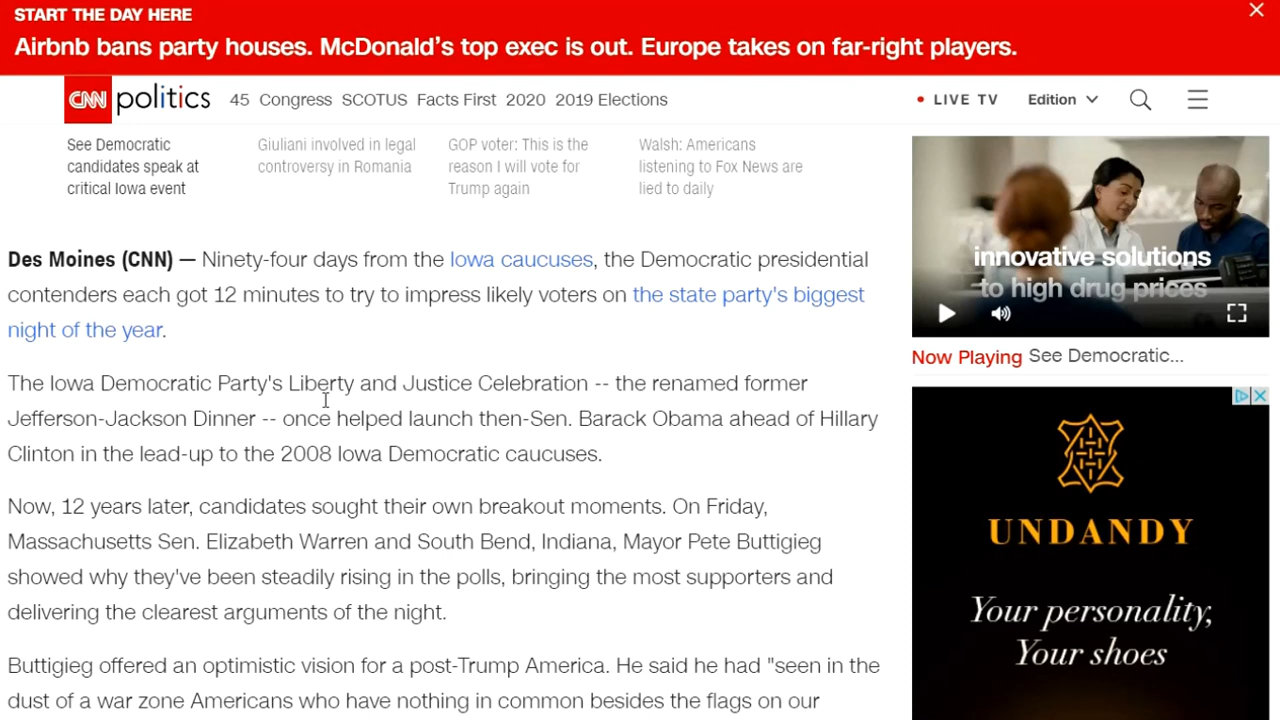 START THE DAY HERE
Airbnb bans party houses. McDonald's top exec is out. Europe takes on far-right players.
CNN politics 45 Congress SCOTUS Facts First 2020 2019 Elections LIVE TV Edition
See Democratic
candidates speak at
critical Iowa event
Giuliani involved in legal
controversy in Romania
GOP voter: This is the
reason I will vote for
Trump again
Walsh: Americans
listening to Fox News are
lied to daily
innovative solutions
to high drug prices
Now Playing See Democratic...
Des Moines (CNN) — Ninety-four days from the Iowa caucuses, the Democratic presidential
contenders each got 12 minutes to try to impress likely voters on the state party's biggest
night of the year.
The Iowa Democratic Party's Liberty and Justice Celebration -- the renamed former
Jefferson-Jackson Dinner -- once helped launch then-Sen. Barack Obama ahead of Hillary
Clinton in the lead-up to the 2008 Iowa Democratic caucuses.
Now, 12 years later, candidates sought their own breakout moments. On Friday,
Massachusetts Sen. Elizabeth Warren and South Bend, Indiana, Mayor Pete Buttigieg
showed why they've been steadily rising in the polls, bringing the most supporters and
delivering the clearest arguments of the night.
Buttigieg offered an optimistic vision for a post-Trump America. He said he had "seen in the
dust of a war zone Americans who have nothing in common besides the flags on our
UNDANDY
Your personality,
Your shoes